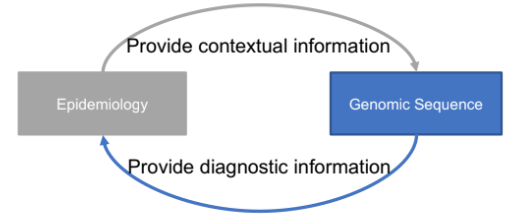 Provide contextual information
Epidemiology
Genomic Sequence
Provide diagnostic information